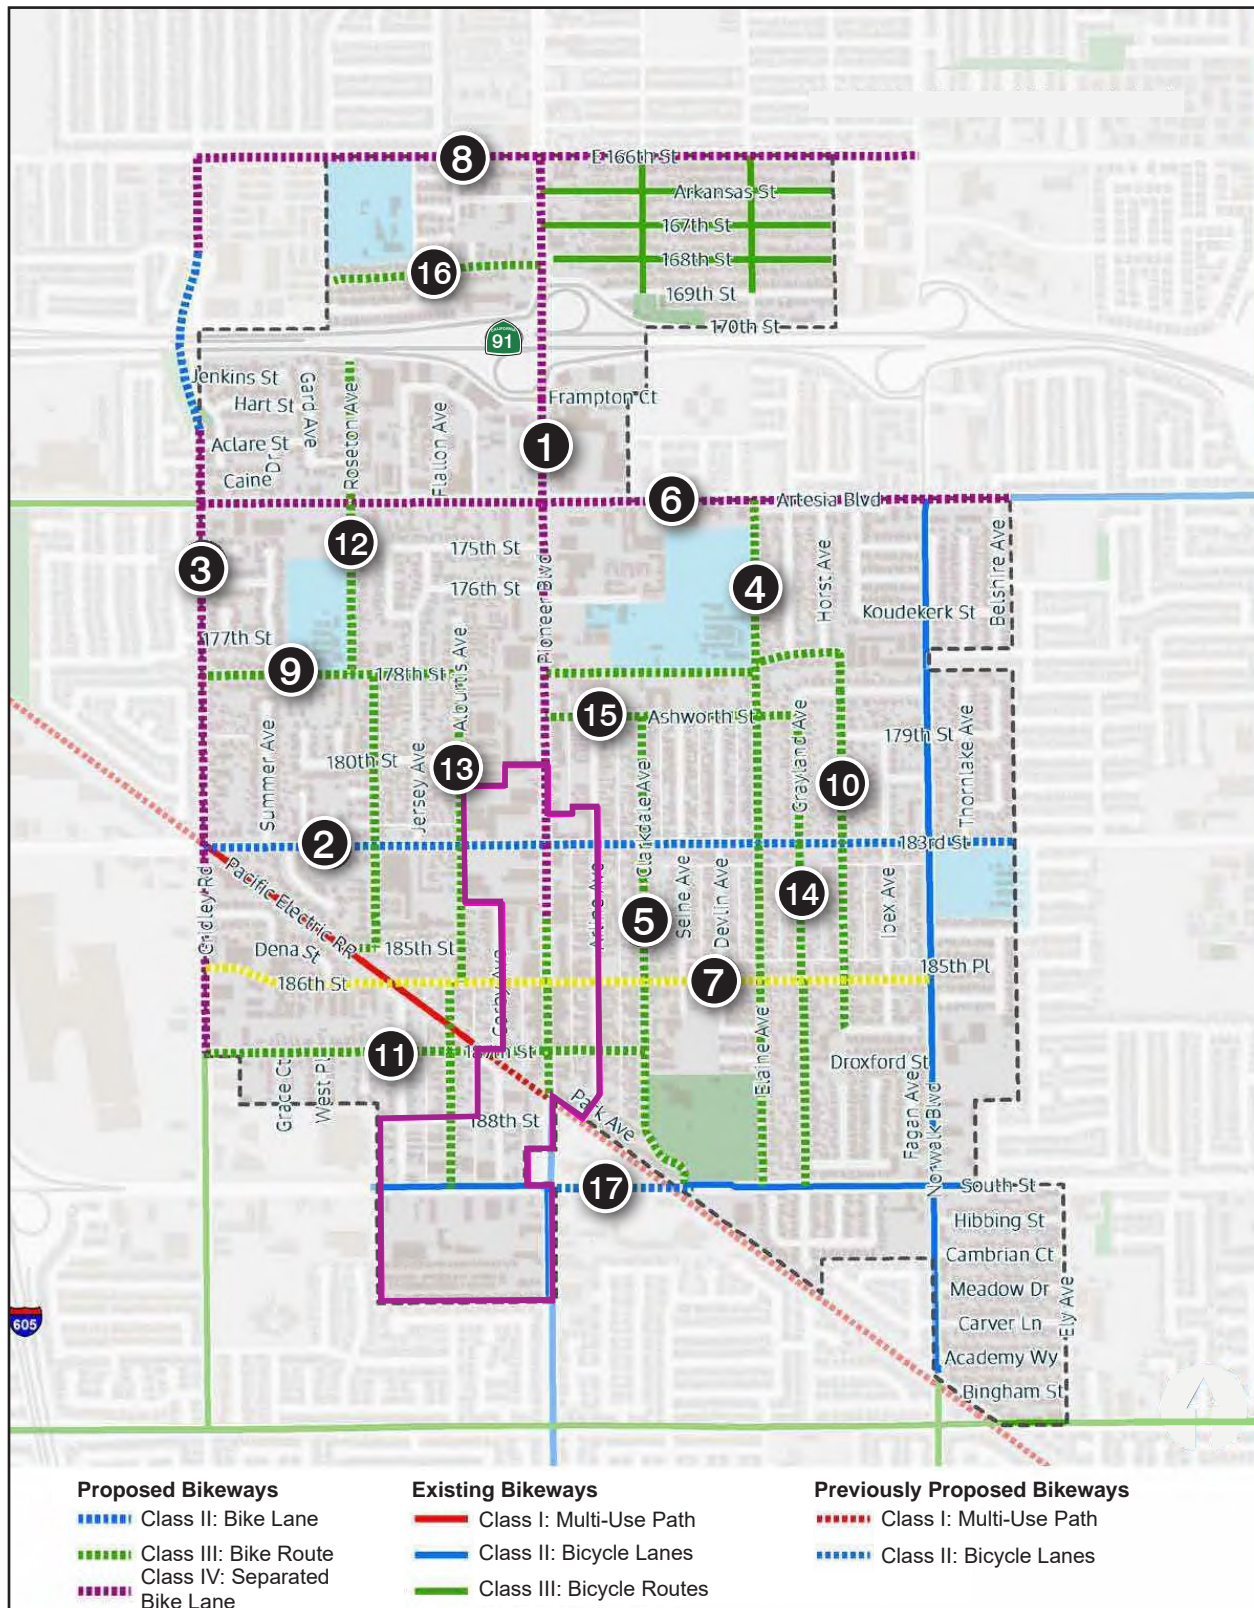 8
E 166th St
Arkansas St
167th St
168th St
16
169th St
170th St
CALIFORNIA
91
Jenkins St
Gard Ave
Hart St
Roseton Ave
Flallon Ave
Frampton Ct
Aclare St
Dr
1
Caine
6
Artesia Blvd
12
175th St
Pioneer Blvd
Horst Ave
Belshire Ave
3
176th St
4
Koudekerk St
177th St
9
178th St
Alburtis Ave
15
Ashworth St
Summer Ave
180th St
Jersey Ave
13
Clarkdale Ave
Grayland Ave
10
179th St
Thornlake Ave
2
183rd St
Gridley Rd
Pacific Electric RR
Arline Ave
5
Seine Ave
Devlin Ave
14
Ibex Ave
Dena St
185th St
7
185th Pl
186th St
Corby Ave
11
187th St
Elaine Ave
Droxford St
Grace Ct
West Pl
188th St
Park Ave
Fagan Ave
Norwalk Blvd
17
South St
Hibbing St
Cambrian Ct
Meadow Dr
Ely Ave
605
Carver Ln
Academy Wy
Bingham St
Proposed Bikeways
Class II: Bike Lane
Class III: Bike Route
Class IV: Separated
Bike Lane
Existing Bikeways
Class I: Multi-Use Path
Class II: Bicycle Lanes
Class III: Bicycle Routes
Previously Proposed Bikeways
Class I: Multi-Use Path
Class II: Bicycle Lanes